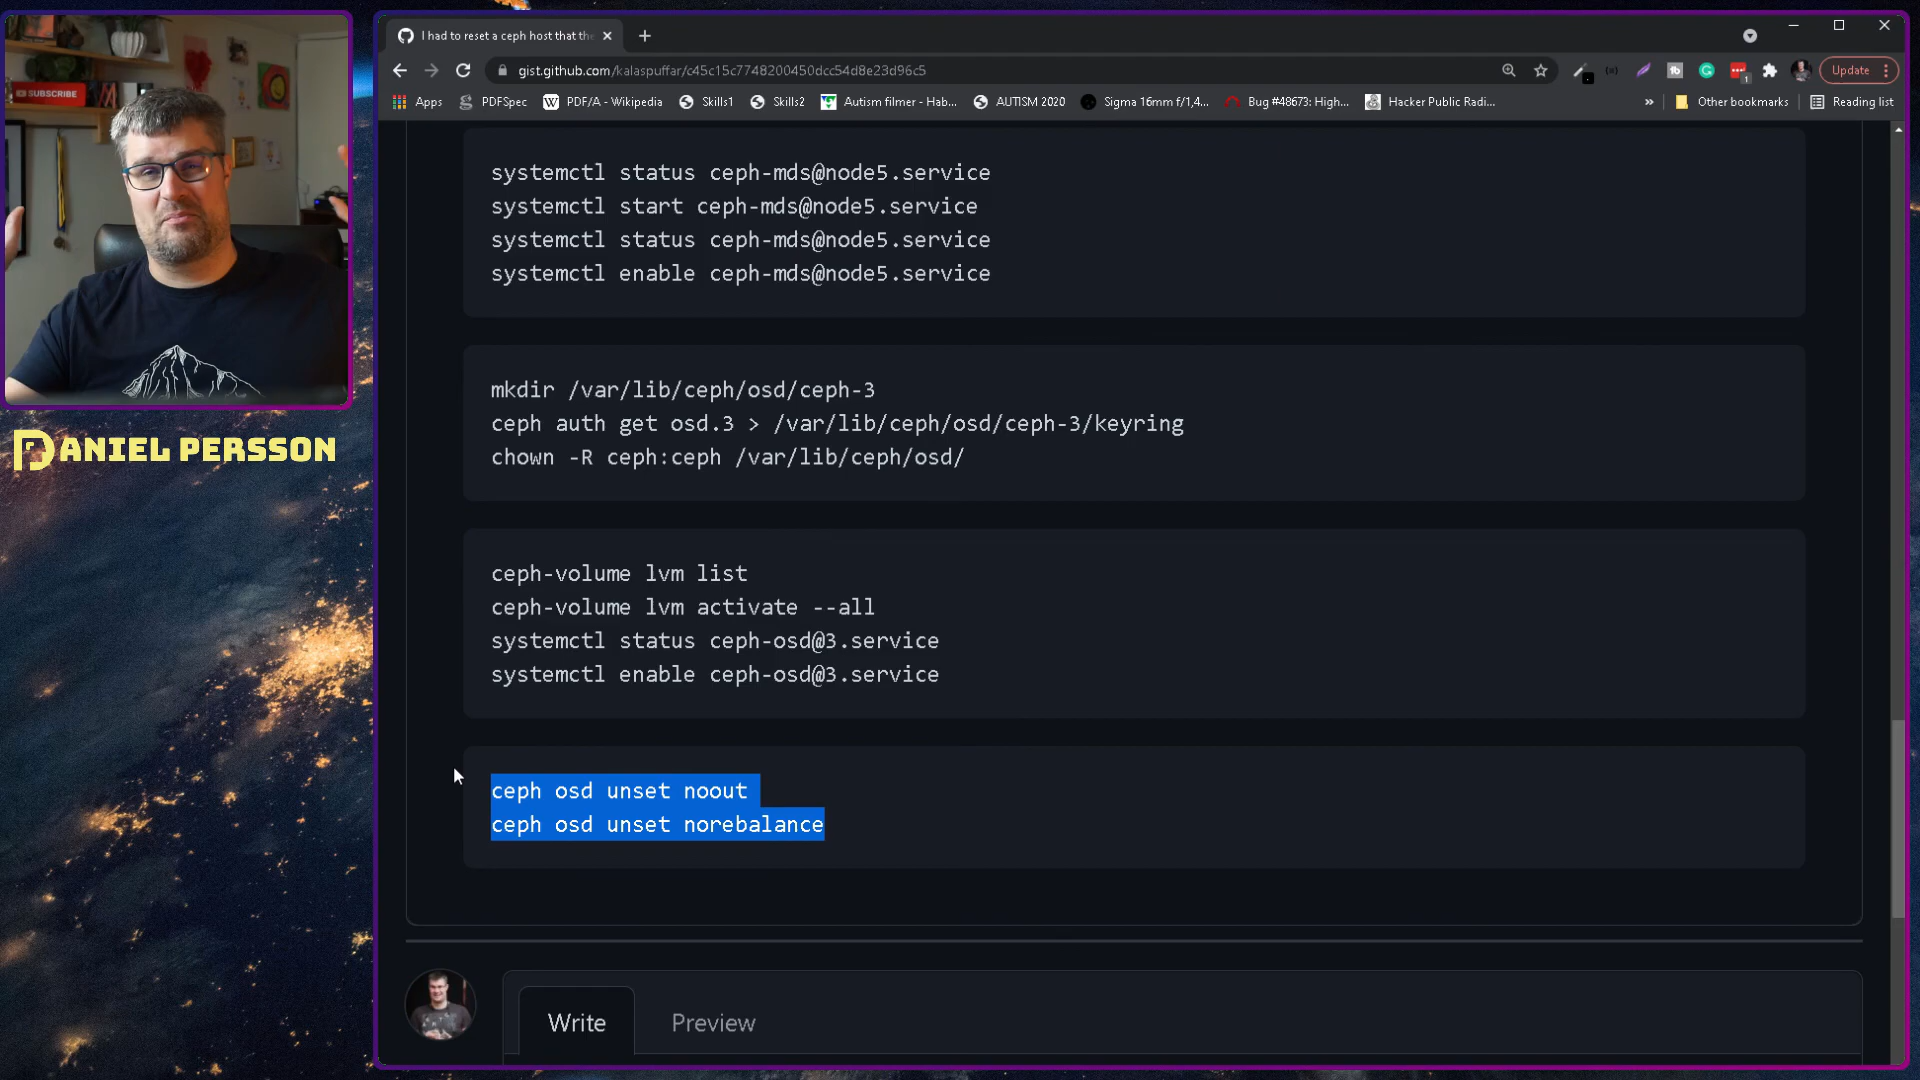 SUBSCRIBE
DANIEL PERSSON
I had to reset a ceph host that the
gist.github.com/kalaspuffar/c45c15c7748200450dcc54d8e23d96c5
Update
Apps
PDFSpec
PDF/A - Wikipedia
Skills1
Skills2
Autism filmer - Hab...
AUTISM 2020
Sigma 16mm f/1,4...
Bug #48673: High...
Hacker Public Radi...
»
Other bookmarks
Reading list
systemctl status ceph-mds@node5.service
systemctl start ceph-mds@node5.service
systemctl status ceph-mds@node5.service
systemctl enable ceph-mds@node5.service
mkdir /var/lib/ceph/osd/ceph-3
ceph auth get osd.3 > /var/lib/ceph/osd/ceph-3/keyring
chown -R ceph:ceph /var/lib/ceph/osd/
ceph-volume lvm list
ceph-volume lvm activate --all
systemctl status ceph-osd@3.service
systemctl enable ceph-osd@3.service
ceph osd unset noout
ceph osd unset norebalance
Write
Preview